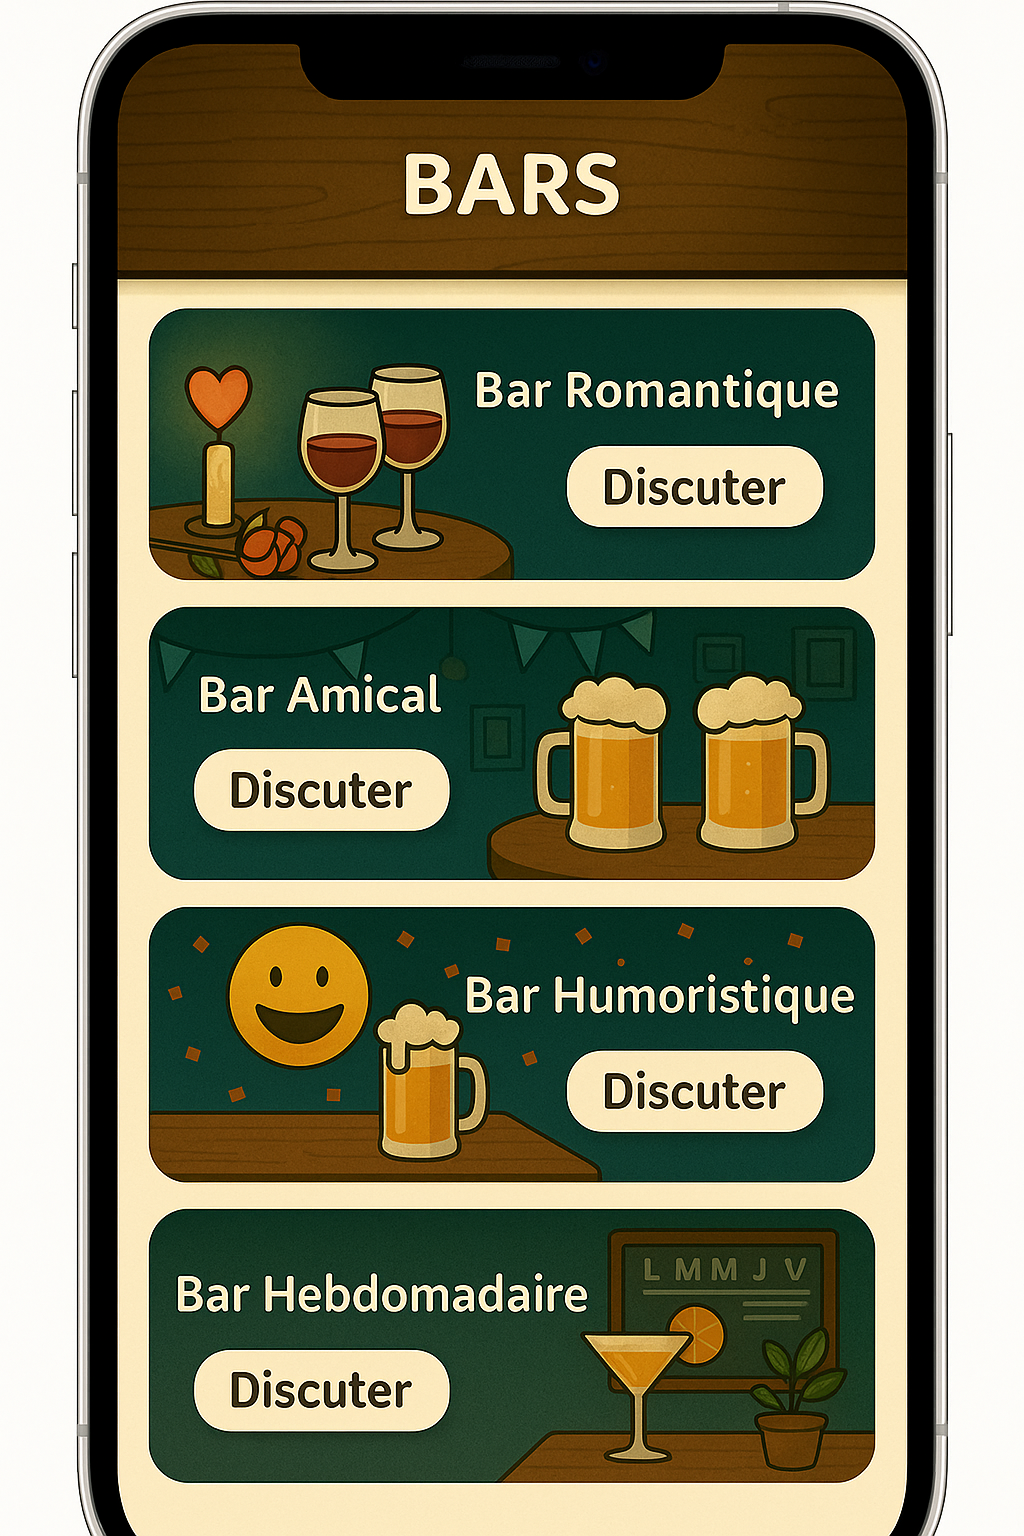 BARS
Bar Romantique
Discuter
Bar Amical
Discuter
Bar Humoristique
Discuter
L M M J V
Bar Hebdomadaire
Discuter